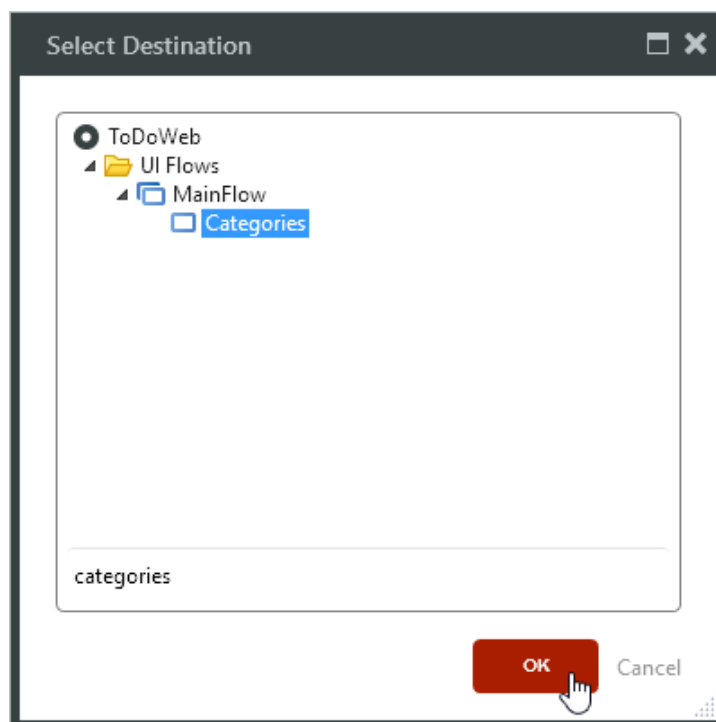 Select Destination
ToDoWeb
UI Flows
MainFlow
Categories
categories
OK Cancel